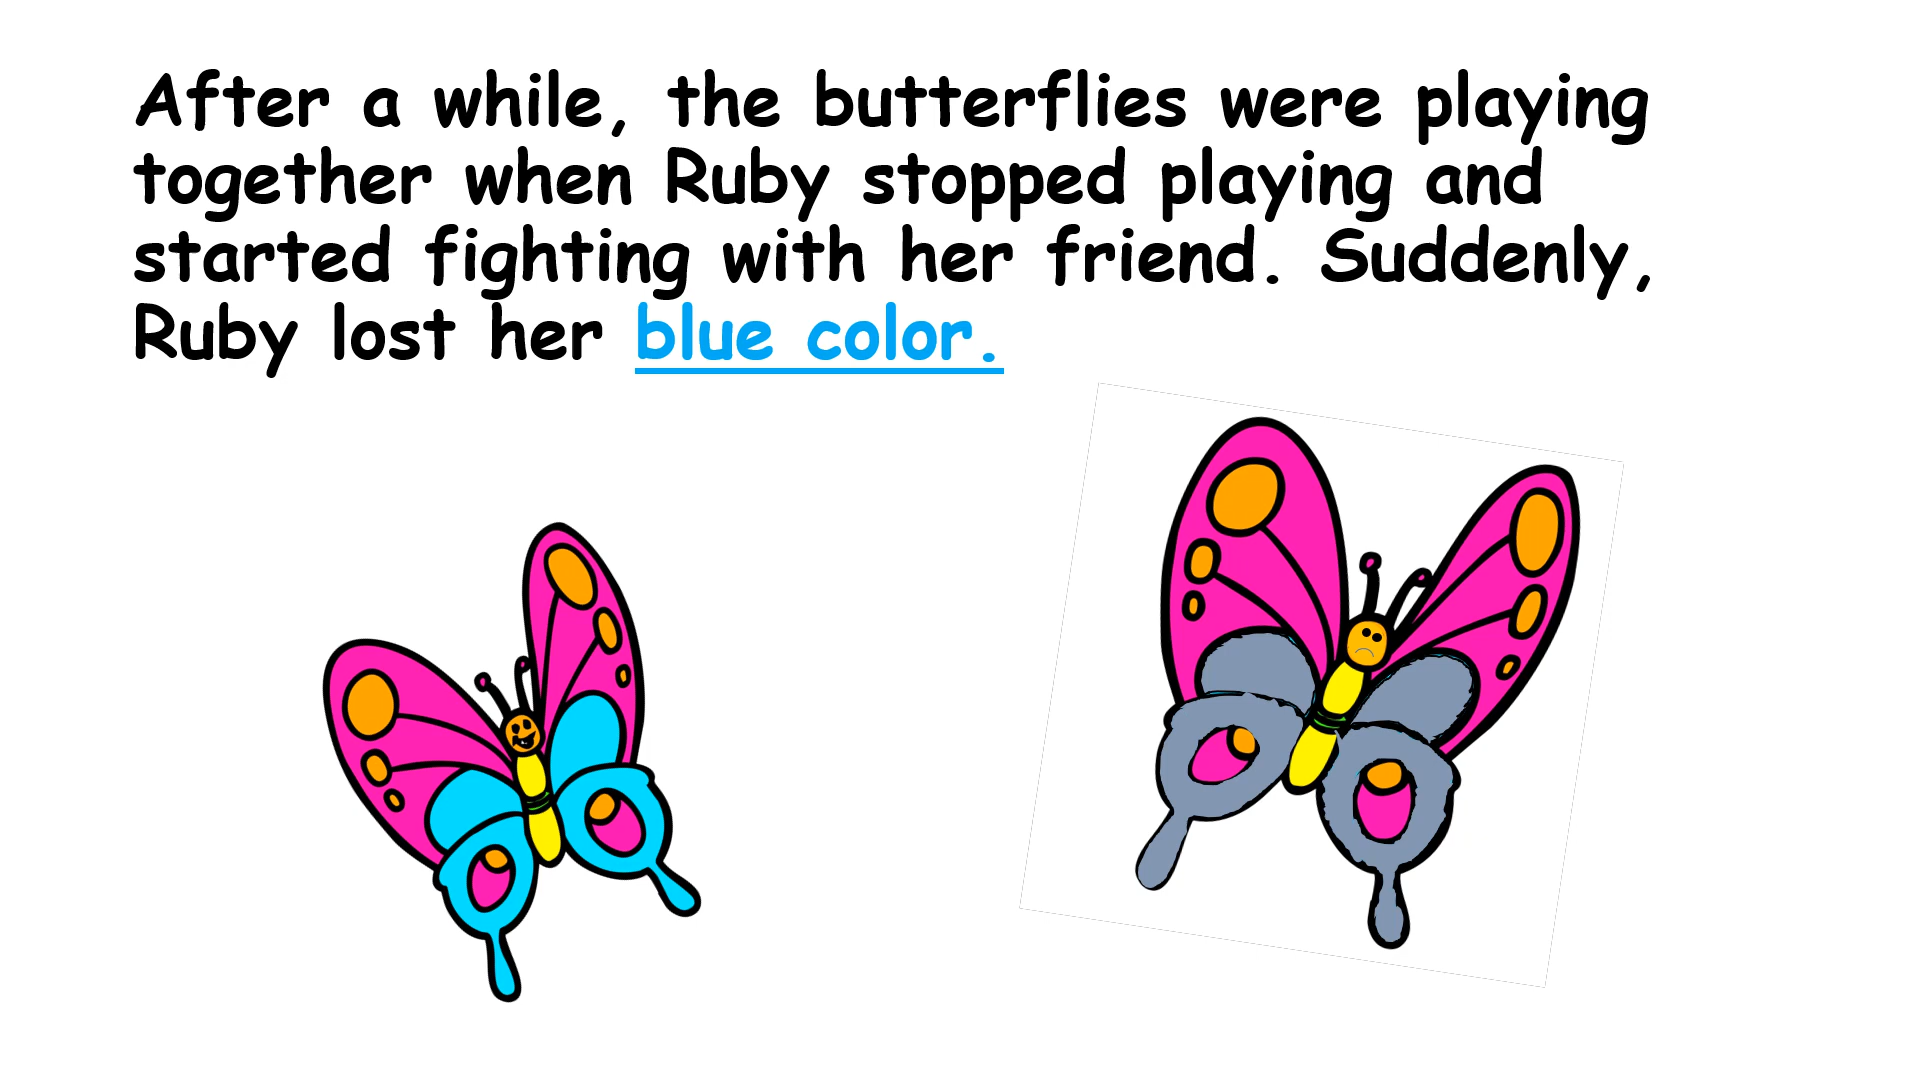 After a while, the butterflies were playing
together when Ruby stopped playing and
started fighting with her friend. Suddenly,
Ruby lost her blue color.